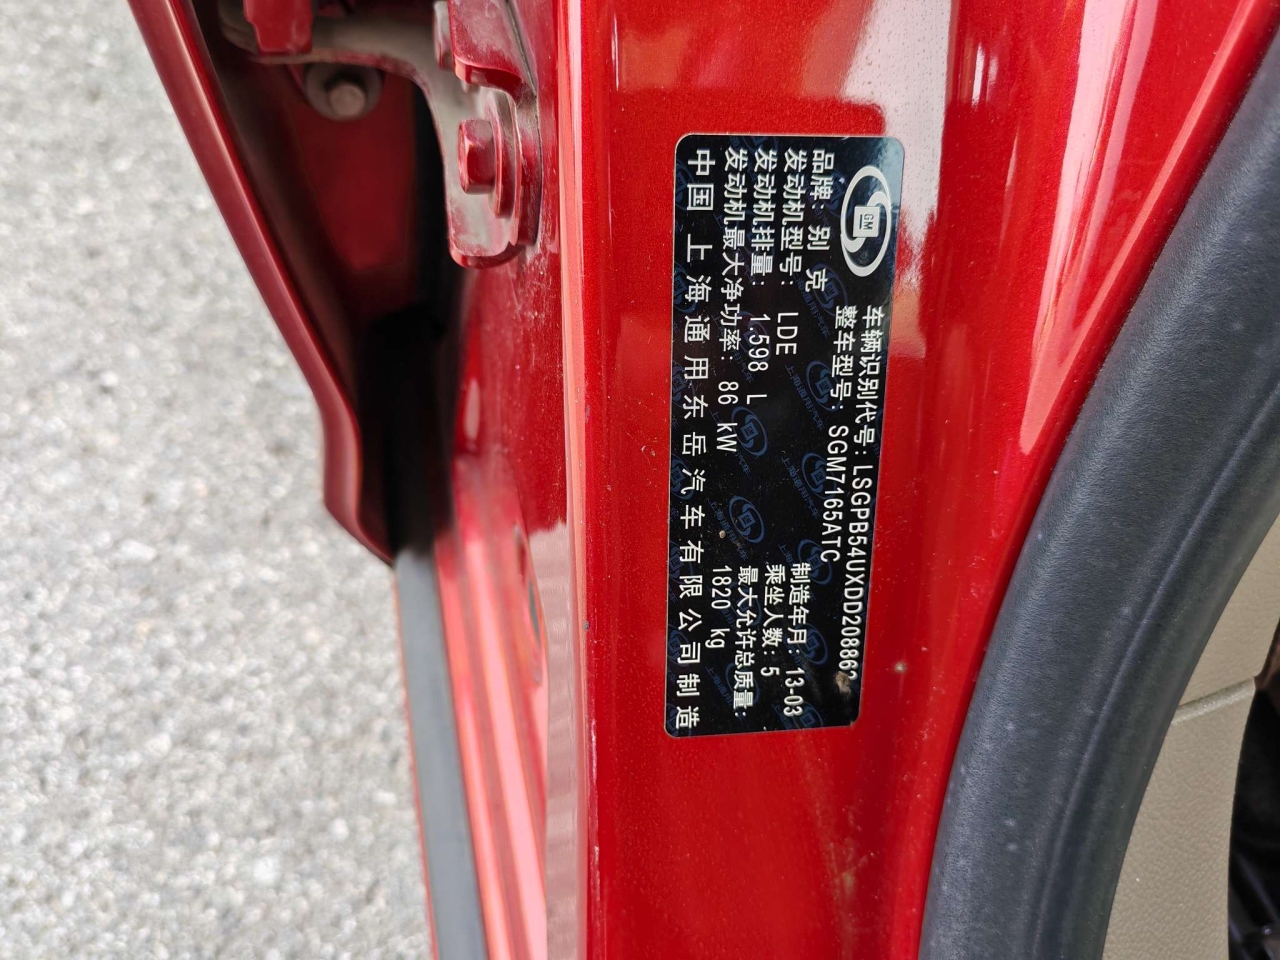 GM
车辆识别代号: LSGPB54UXDD208862
品牌: 别克
整车型号: SGM7165ATC
发动机型号: LDE
制造年月: 13-03
发动机排量: 1.598 L
乘坐人数: 5
发动机最大净功率: 86 kW
最大允许总质量: 1820 kg
中国 上海通用东岳汽车有限公司制造